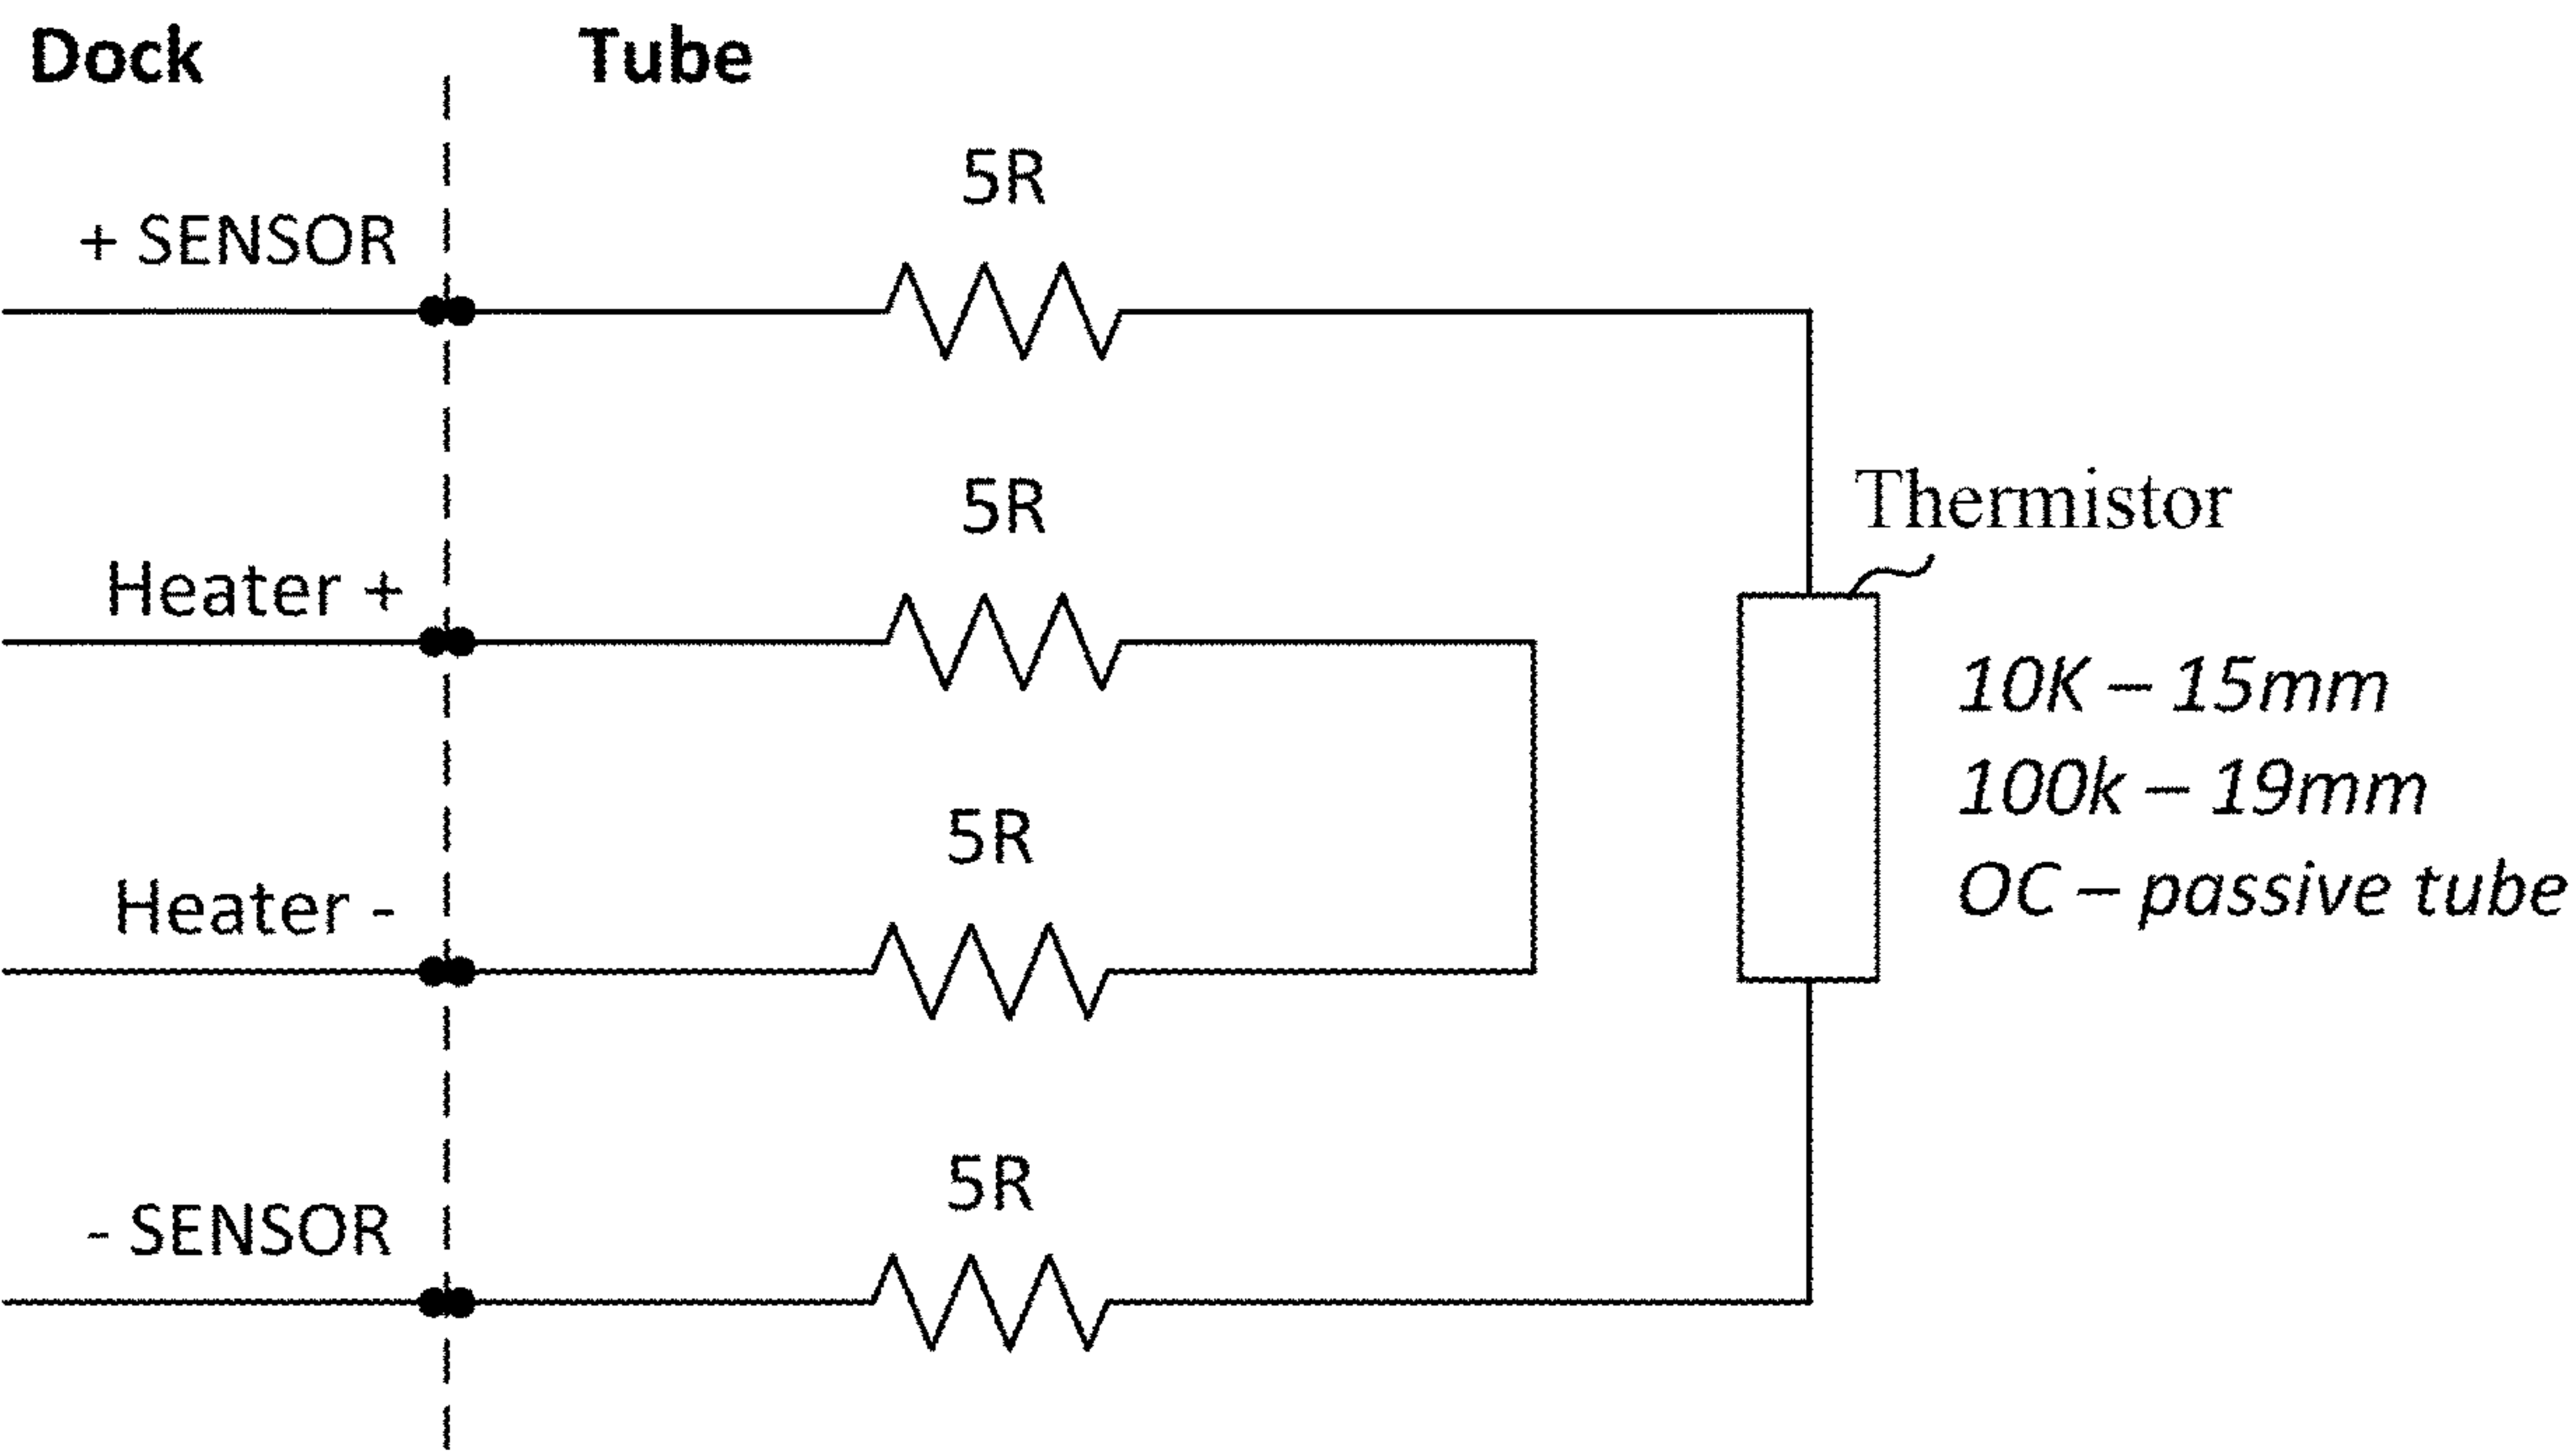 Dock
Tube
5R
+ SENSOR
5R
Thermistor
Heater +
10K – 15mm
100k – 19mm
5R
Heater -
OC – passive tube
5R
- SENSOR